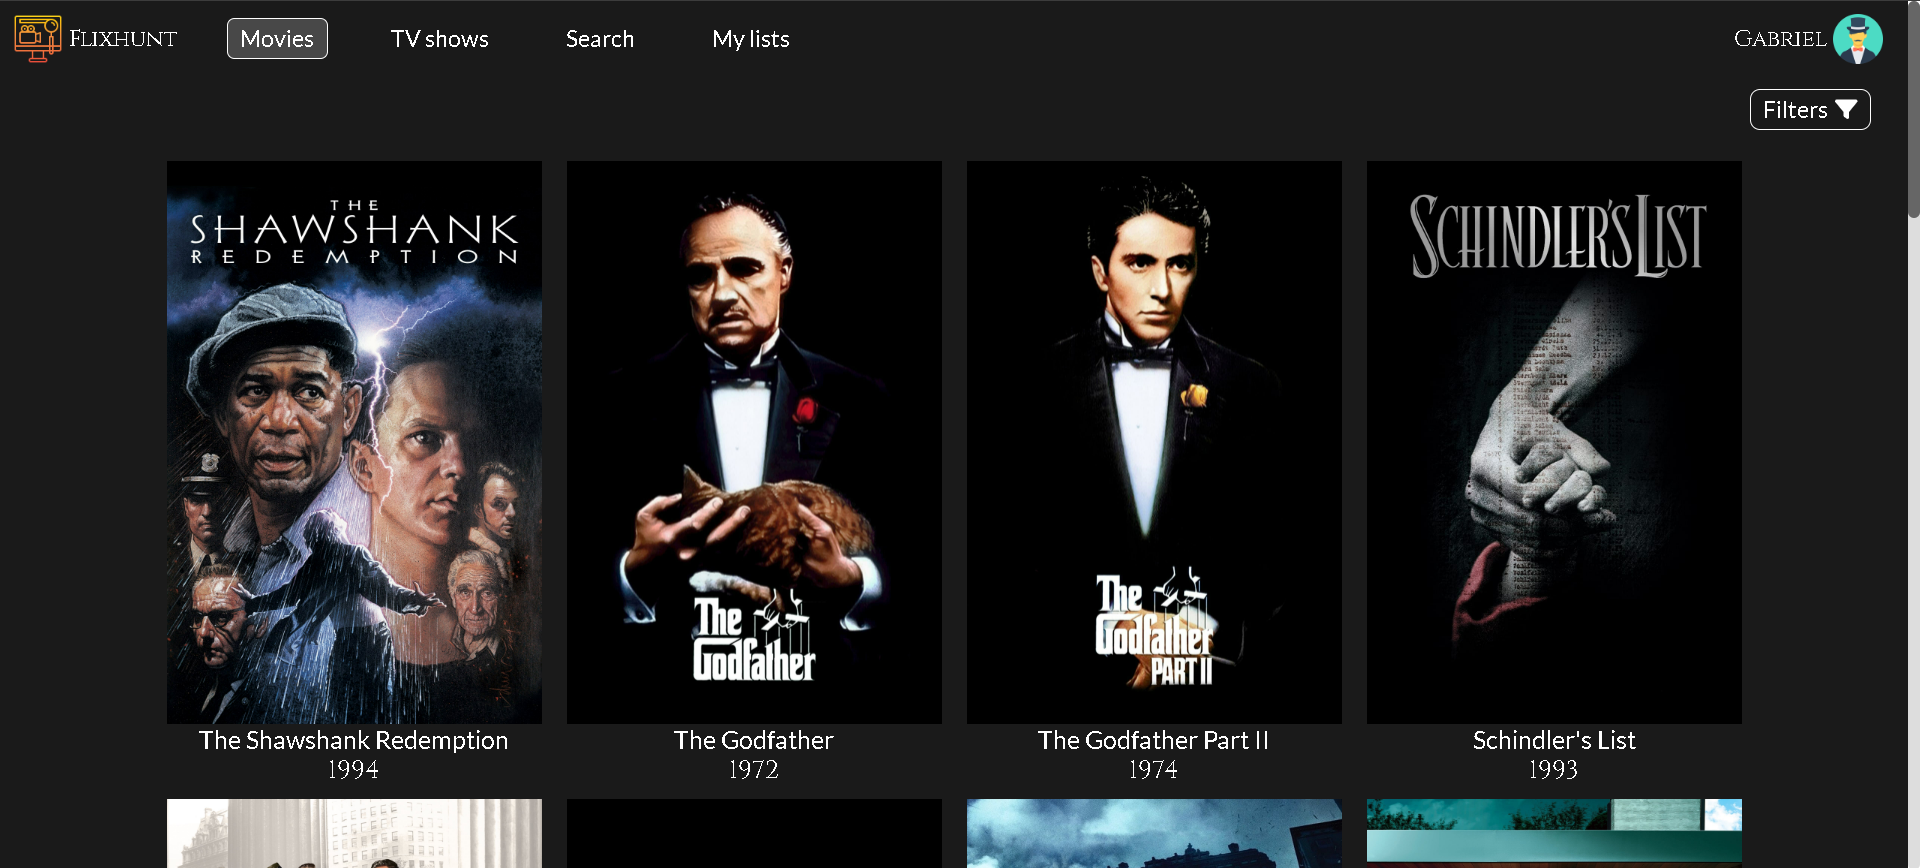 Flixhunt
Movies
TV shows
Search
My lists
Gabriel
Filters
THE
SHAWSHANK
REDEMPTION
The
Godfather
The
Godfather
PART II
SCHINDLER'S LIST
The Shawshank Redemption
1994
The Godfather
1972
The Godfather Part II
1974
Schindler's List
1993